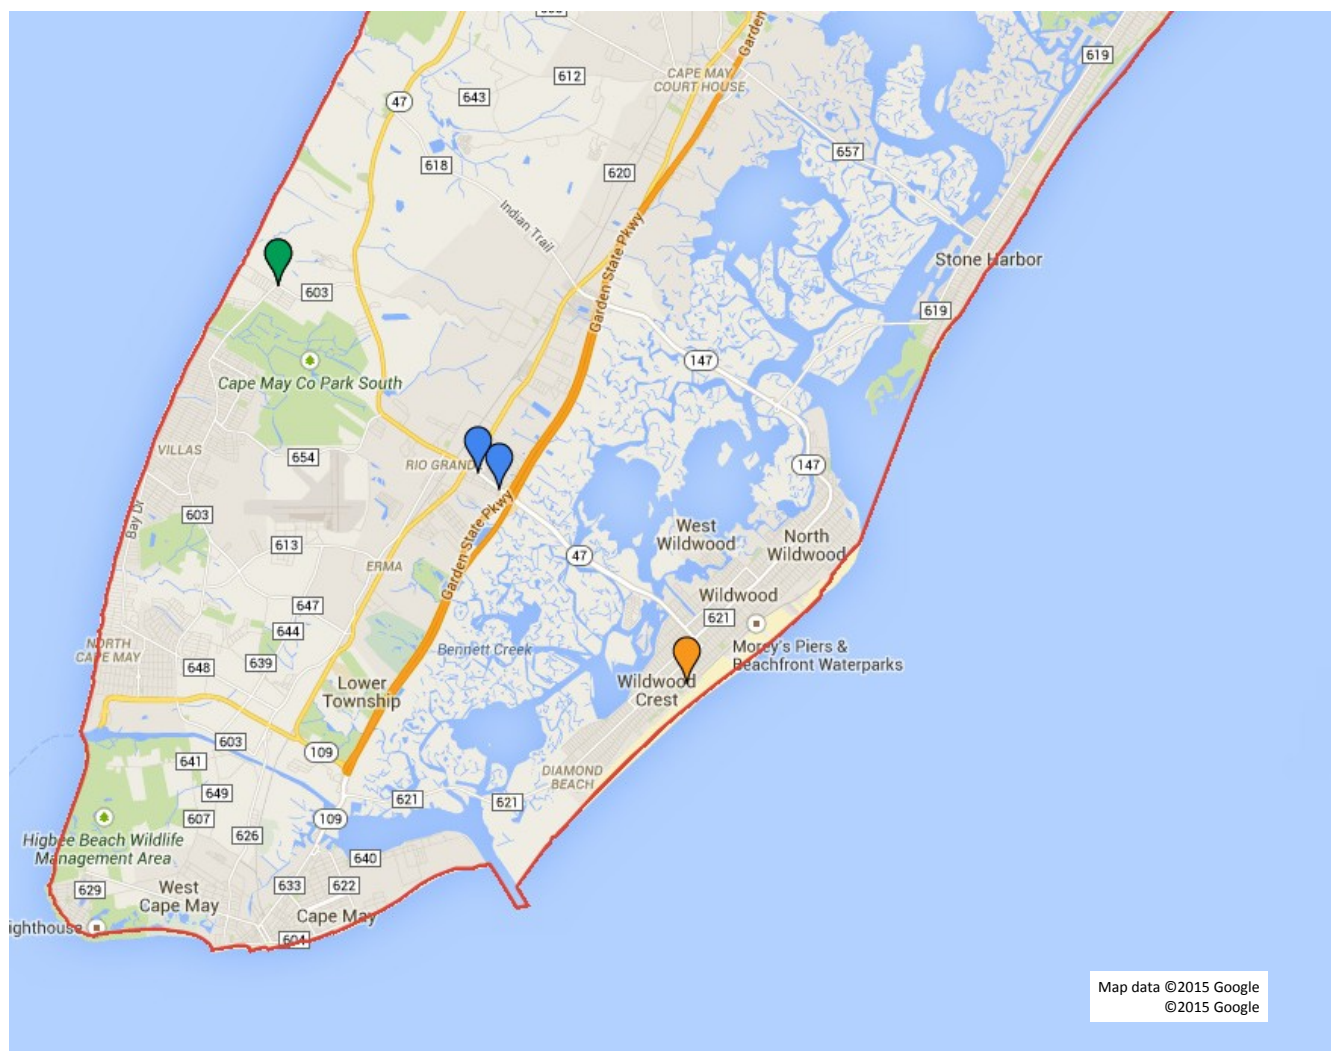 Garden
619
CAPE MAY
COURT HOUSE
612
643
47
657
618
620
Indian Trail
Garden State Pkwy
Stone Harbor
603
619
147
Cape May Co Park South
VILLAS
654
RIO GRAND
147
603
Bay Dr
Garden State Pkwy
West
Wildwood
North
Wildwood
613
47
ERMA
Wildwood
647
621
644
NORTH
CAPE MAY
Bennett Creek
Morey's Piers &
Beachfront Waterparks
648
639
Lower
Township
Wildwood
Crest
603
109
641
DIAMOND
BEACH
649
621
621
607
109
626
Higbee Beach Wildlife
Management Area
640
629
West
Cape May
633
622
Cape May
ighthouse
604
Map data ©2015 Google
©2015 Google